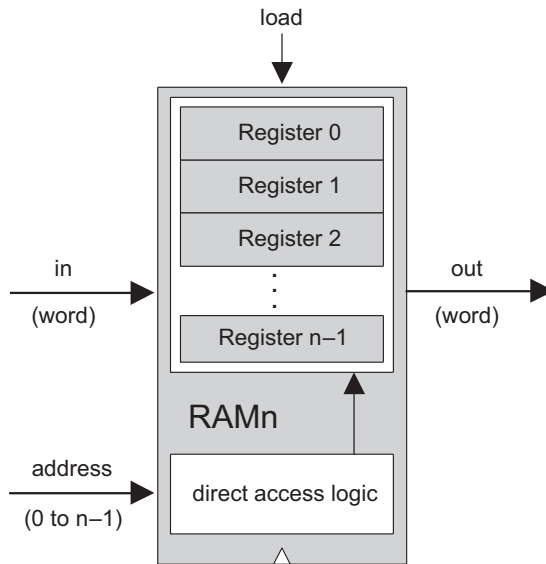 load
Register 0
Register 1
Register 2
in
(word)
out
(word)
Register n–1
RAMn
address
(0 to n–1)
direct access logic